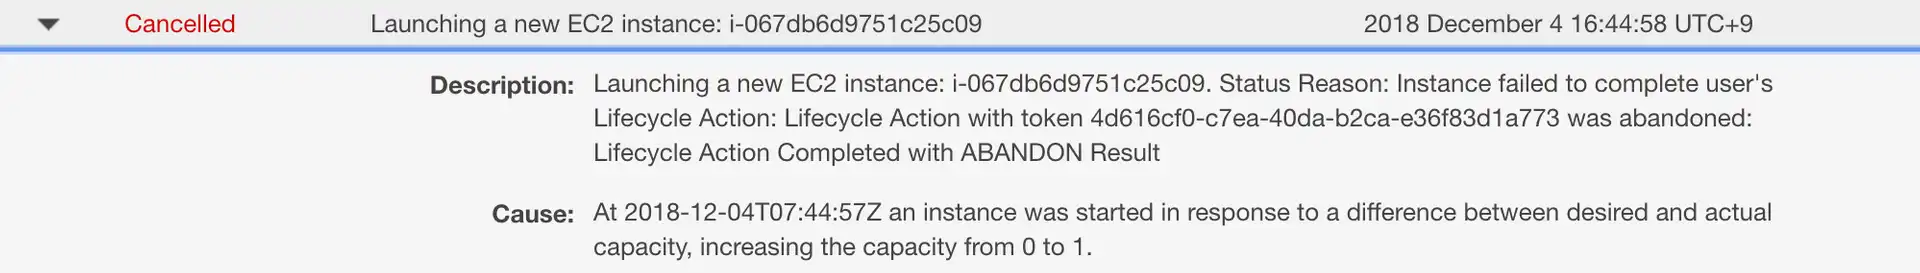 Cancelled Launching a new EC2 instance: i-067db6d9751c25c09 2018 December 4 16:44:58 UTC+9
Description: Launching a new EC2 instance: i-067db6d9751c25c09. Status Reason: Instance failed to complete user's
Lifecycle Action: Lifecycle Action with token 4d616cf0-c7ea-40da-b2ca-e36f83d1a773 was abandoned:
Lifecycle Action Completed with ABANDON Result
Cause: At 2018-12-04T07:44:57Z an instance was started in response to a difference between desired and actual
capacity, increasing the capacity from 0 to 1.